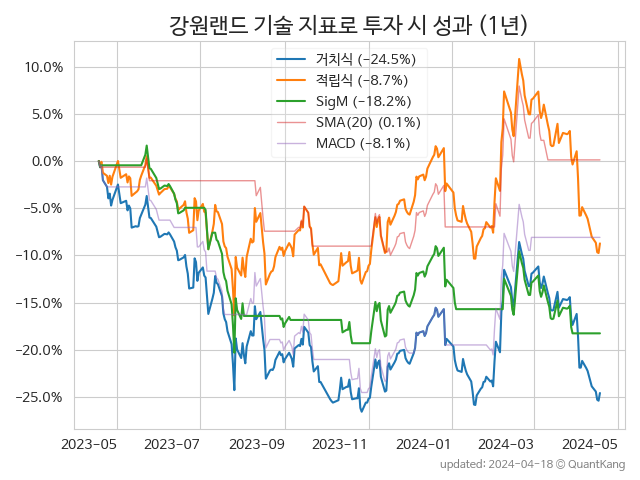 강원랜드 기술 지표로 투자 시 성과 (1년)
거치식 (−24.5%)
적립식 (−8.7%)
SigM (−18.2%)
SMA(20) (0.1%)
MACD (−8.1%)
10.0%
5.0%
0.0%
−5.0%
−10.0%
−15.0%
−20.0%
−25.0%
2023-05 2023-07 2023-09 2023-11 2024-01 2024-03 2024-05
updated: 2024-04-18 © QuantKang